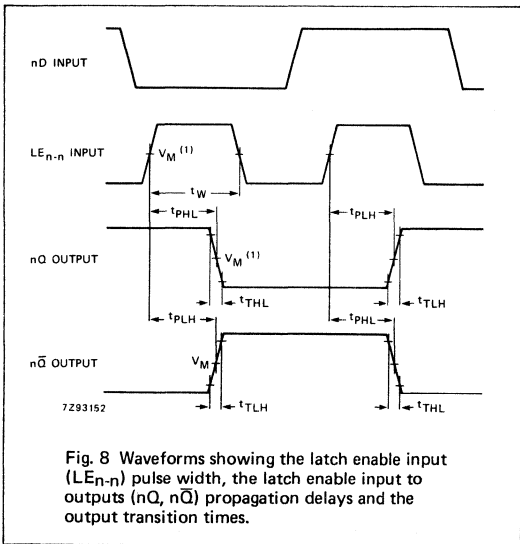 nD INPUT
LEn-n INPUT
VM (1)
tW
tPHL
tPLH
nQ OUTPUT
VM (1)
tTHL
tTLH
tPLH
tPHL
nQ̅ OUTPUT
VM
tTLH
tTHL
7Z93152
Fig. 8 Waveforms showing the latch enable input
(LEn-n) pulse width, the latch enable input to
outputs (nQ, nQ̅) propagation delays and the
output transition times.